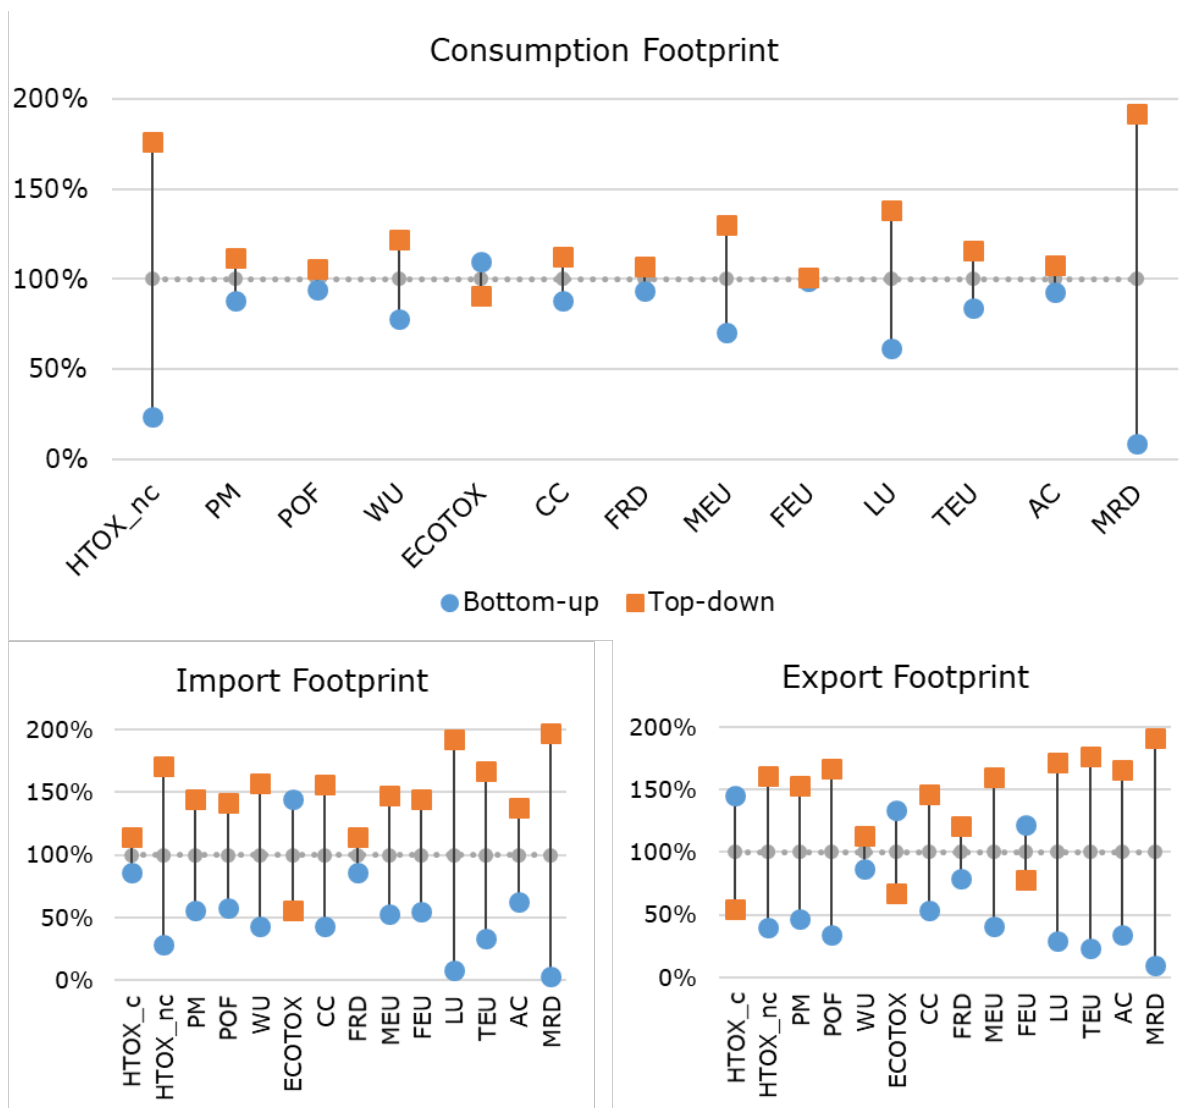 Consumption Footprint
200%
150%
100%
50%
0%
HTOX_nc PM POF WU ECOTOX CC FRD MEU FEU LU TEU AC MRD
Bottom-up Top-down
Import Footprint
200%
150%
100%
50%
0%
HTOX_c HTOX_nc PM POF WU ECOTOX CC FRD MEU FEU LU TEU AC MRD
Export Footprint
200%
150%
100%
50%
0%
HTOX_c HTOX_nc PM POF WU ECOTOX CC FRD MEU FEU LU TEU AC MRD